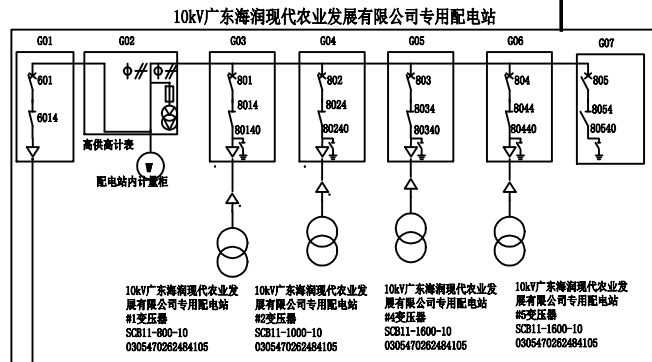 10kV广东海润现代农业发展有限公司专用配电站
G01 G02 G03 G04 G05 G06 G07
601 801 802 803 804 805
6014 8014 8024 8034 8044 8054
80140 80240 80340 80440 80540
高供高计表
W
配电站内计量柜
10kV广东海润现代农业发
展有限公司专用配电站
#1变压器
SCB11-800-10
0305470262484105
10kV广东海润现代农业发
展有限公司专用配电站
#2变压器
SCB11-1000-10
0305470262484105
10kV广东海润现代农业发
展有限公司专用配电站
#4变压器
SCB11-1600-10
0305470262484105
10kV广东海润现代农业发
展有限公司专用配电站
#5变压器
SCB11-1600-10
0305470262484105